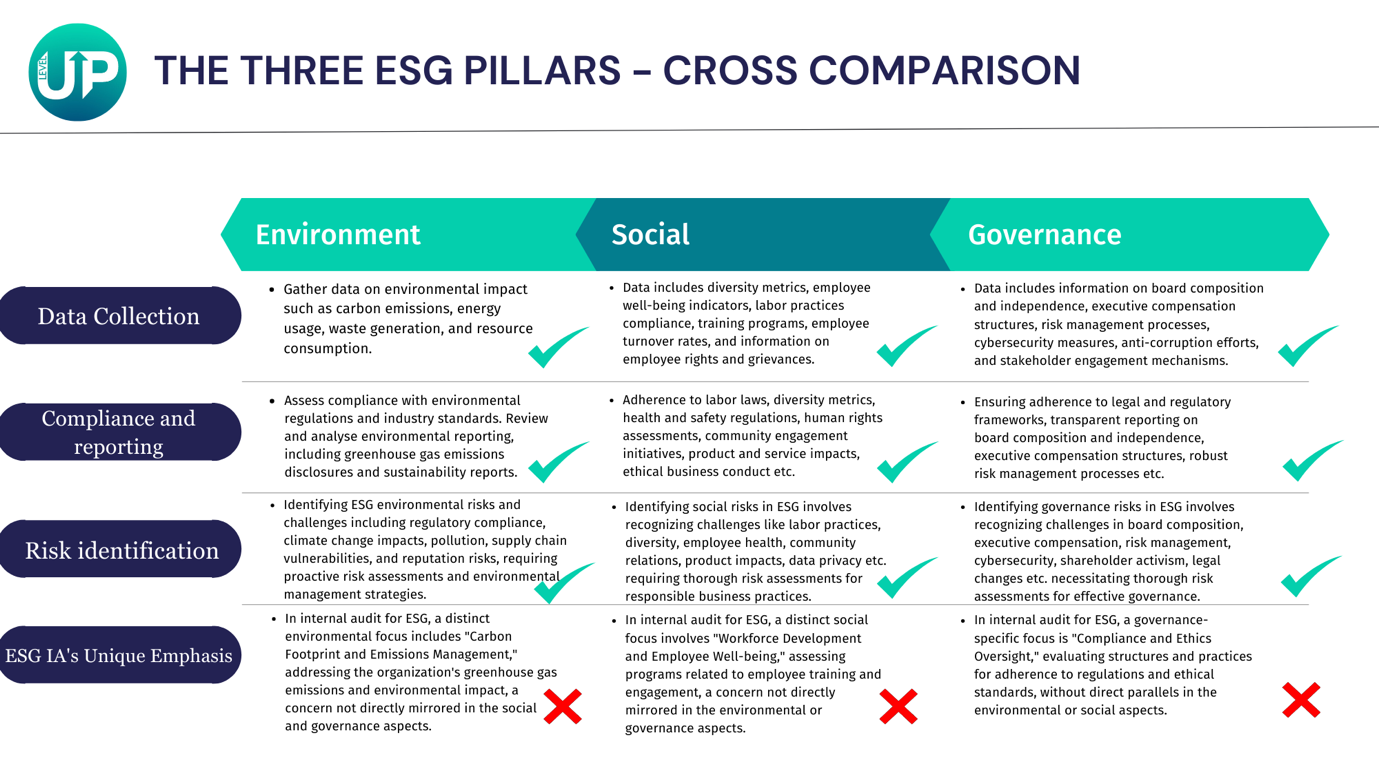 LEVEL
UP
THE THREE ESG PILLARS – CROSS COMPARISON
Environment
Social
Governance
Data Collection
• Gather data on environmental impact
such as carbon emissions, energy
usage, waste generation, and resource
consumption.
• Data includes diversity metrics, employee
well-being indicators, labor practices
compliance, training programs, employee
turnover rates, and information on
employee rights and grievances.
• Data includes information on board composition
and independence, executive compensation
structures, risk management processes,
cybersecurity measures, anti-corruption efforts,
and stakeholder engagement mechanisms.
Compliance and
reporting
• Assess compliance with environmental
regulations and industry standards. Review
and analyse environmental reporting,
including greenhouse gas emissions
disclosures and sustainability reports.
• Adherence to labor laws, diversity metrics,
health and safety regulations, human rights
assessments, community engagement
initiatives, product and service impacts,
ethical business conduct etc.
• Ensuring adherence to legal and regulatory
frameworks, transparent reporting on
board composition and independence,
executive compensation structures, robust
risk management processes etc.
Risk identification
• Identifying ESG environmental risks and
challenges including regulatory compliance,
climate change impacts, pollution, supply chain
vulnerabilities, and reputation risks, requiring
proactive risk assessments and environmental
management strategies.
• Identifying social risks in ESG involves
recognizing challenges like labor practices,
diversity, employee health, community
relations, product impacts, data privacy etc.
requiring thorough risk assessments for
responsible business practices.
• Identifying governance risks in ESG involves
recognizing challenges in board composition,
executive compensation, risk management,
cybersecurity, shareholder activism, legal
changes etc. necessitating thorough risk
assessments for effective governance.
ESG IA's Unique Emphasis
• In internal audit for ESG, a distinct
environmental focus includes "Carbon
Footprint and Emissions Management,"
addressing the organization's greenhouse gas
emissions and environmental impact, a
concern not directly mirrored in the social
and governance aspects.
• In internal audit for ESG, a distinct social
focus involves "Workforce Development
and Employee Well-being," assessing
programs related to employee training and
engagement, a concern not directly
mirrored in the environmental or
governance aspects.
• In internal audit for ESG, a governance-
specific focus is "Compliance and Ethics
Oversight," evaluating structures and practices
for adherence to regulations and ethical
standards, without direct parallels in the
environmental or social aspects.